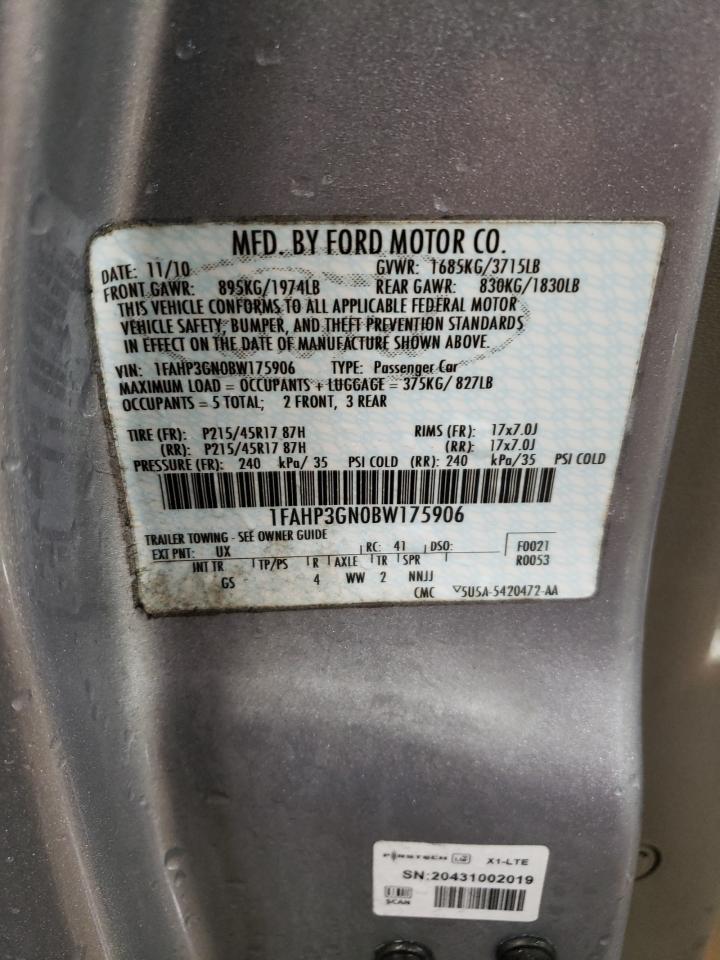 MFD. BY FORD MOTOR CO.
DATE: 11/10 GVWR: 1685KG/3715LB
FRONT GAWR: 895KG/1974LB REAR GAWR: 830KG/1830LB
THIS VEHICLE CONFORMS TO ALL APPLICABLE FEDERAL MOTOR
VEHICLE SAFETY, BUMPER, AND THEFT PREVENTION STANDARDS
IN EFFECT ON THE DATE OF MANUFACTURE SHOWN ABOVE.
VIN: 1FAHP3GN0BW175906 TYPE: Passenger Car
MAXIMUM LOAD = OCCUPANTS + LUGGAGE = 375KG/ 827LB
OCCUPANTS = 5 TOTAL; 2 FRONT, 3 REAR
TIRE (FR): P215/45R17 87H RIMS (FR): 17x7.0J
(RR): P215/45R17 87H (RR): 17x7.0J
PRESSURE (FR): 240 kPa/ 35 PSI COLD (RR): 240 kPa/35 PSI COLD
1FAHP3GN0BW175906
TRAILER TOWING - SEE OWNER GUIDE
EXT PNT: UX RC: 41 DSO: F0021
INT TR TP/PS R AXLE TR SPR R0053
GS 4 WW 2 NNJJ
CMC 5U5A-5420472-AA
FIRSTECH X1-LTE
SN:20431002019
SCAN